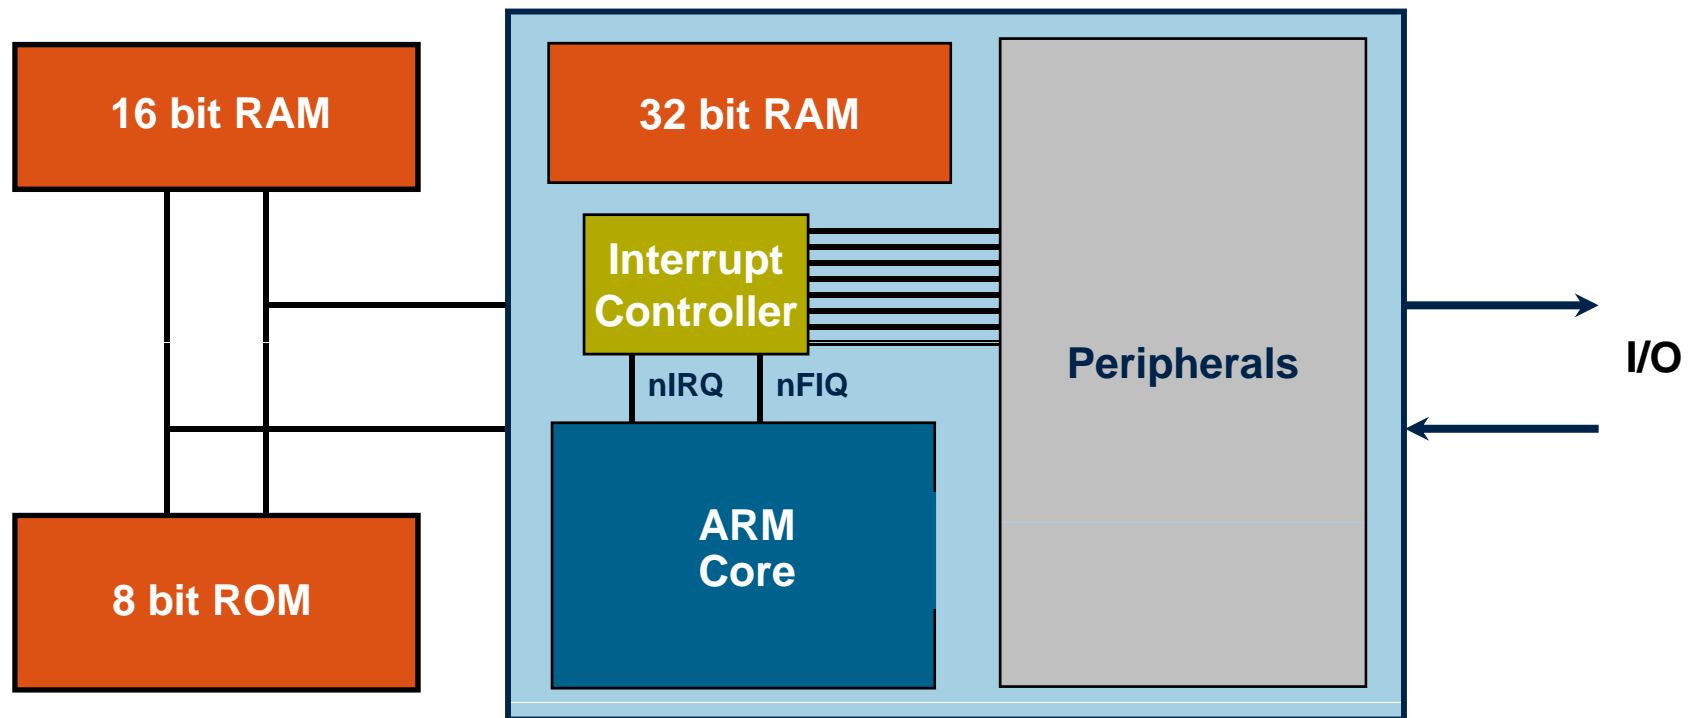 16 bit RAM
32 bit RAM
Interrupt
Controller
nIRQ
nFIQ
Peripherals
I/O
ARM
Core
8 bit ROM